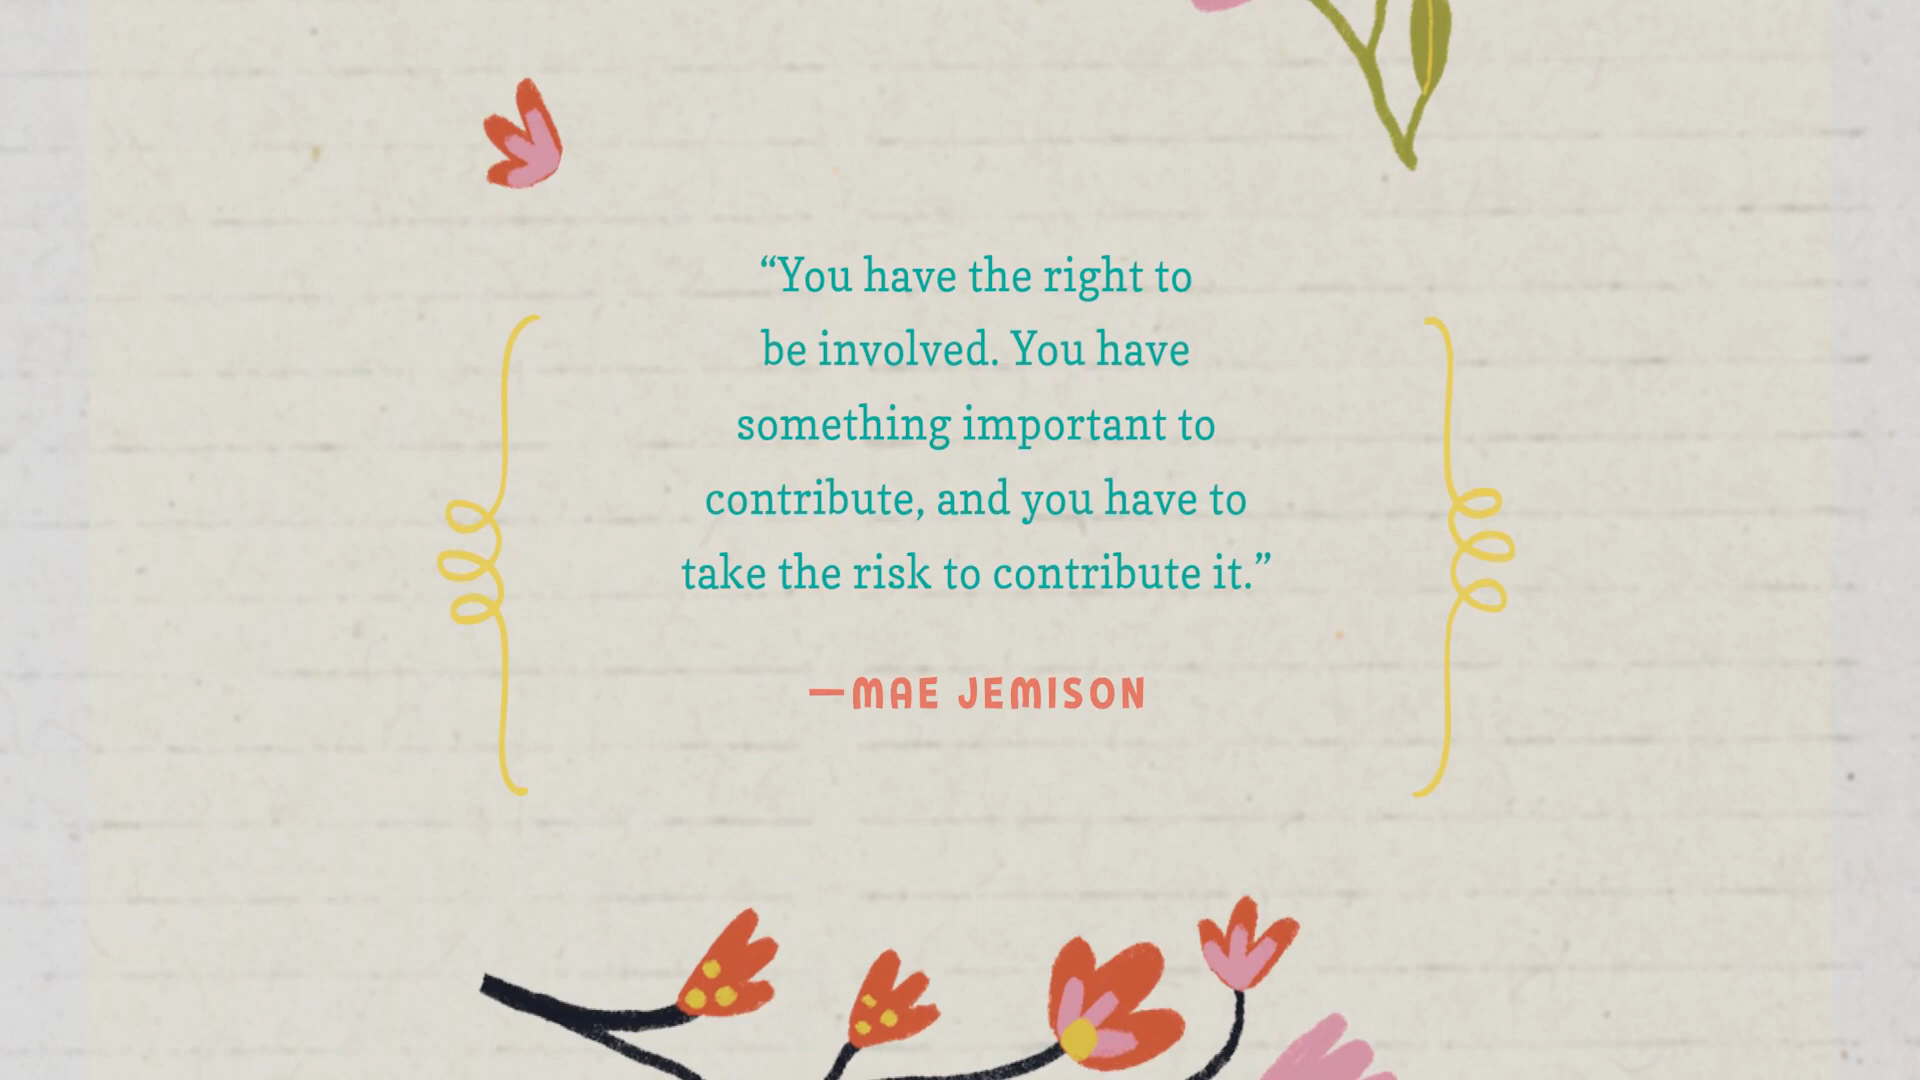 “You have the right to
be involved. You have
something important to
contribute, and you have to
take the risk to contribute it.”
—MAE JEMISON